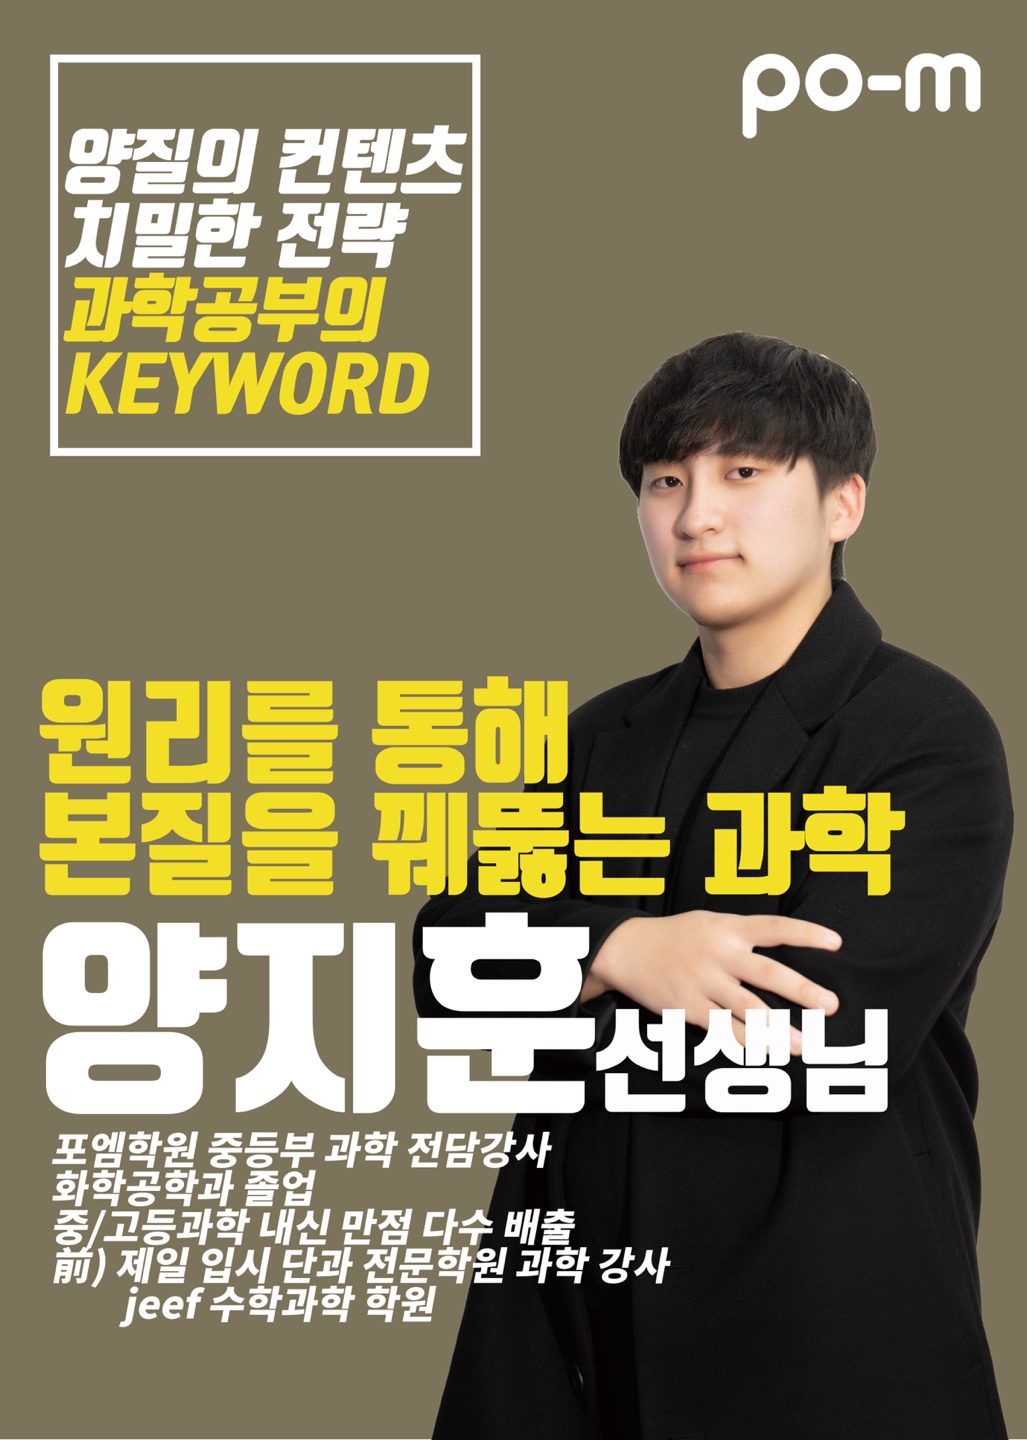 po-m
양질의 컨텐츠
치밀한 전략
과학공부의
KEYWORD
원리를 통해
본질을 꿰뚫는 과학
양지훈선생님
포엠학원 중등부 과학 전담강사
화학공학과 졸업
중/고등과학 내신 만점 다수 배출
前) 제일 입시 단과 전문학원 과학 강사
jeef 수학과학 학원